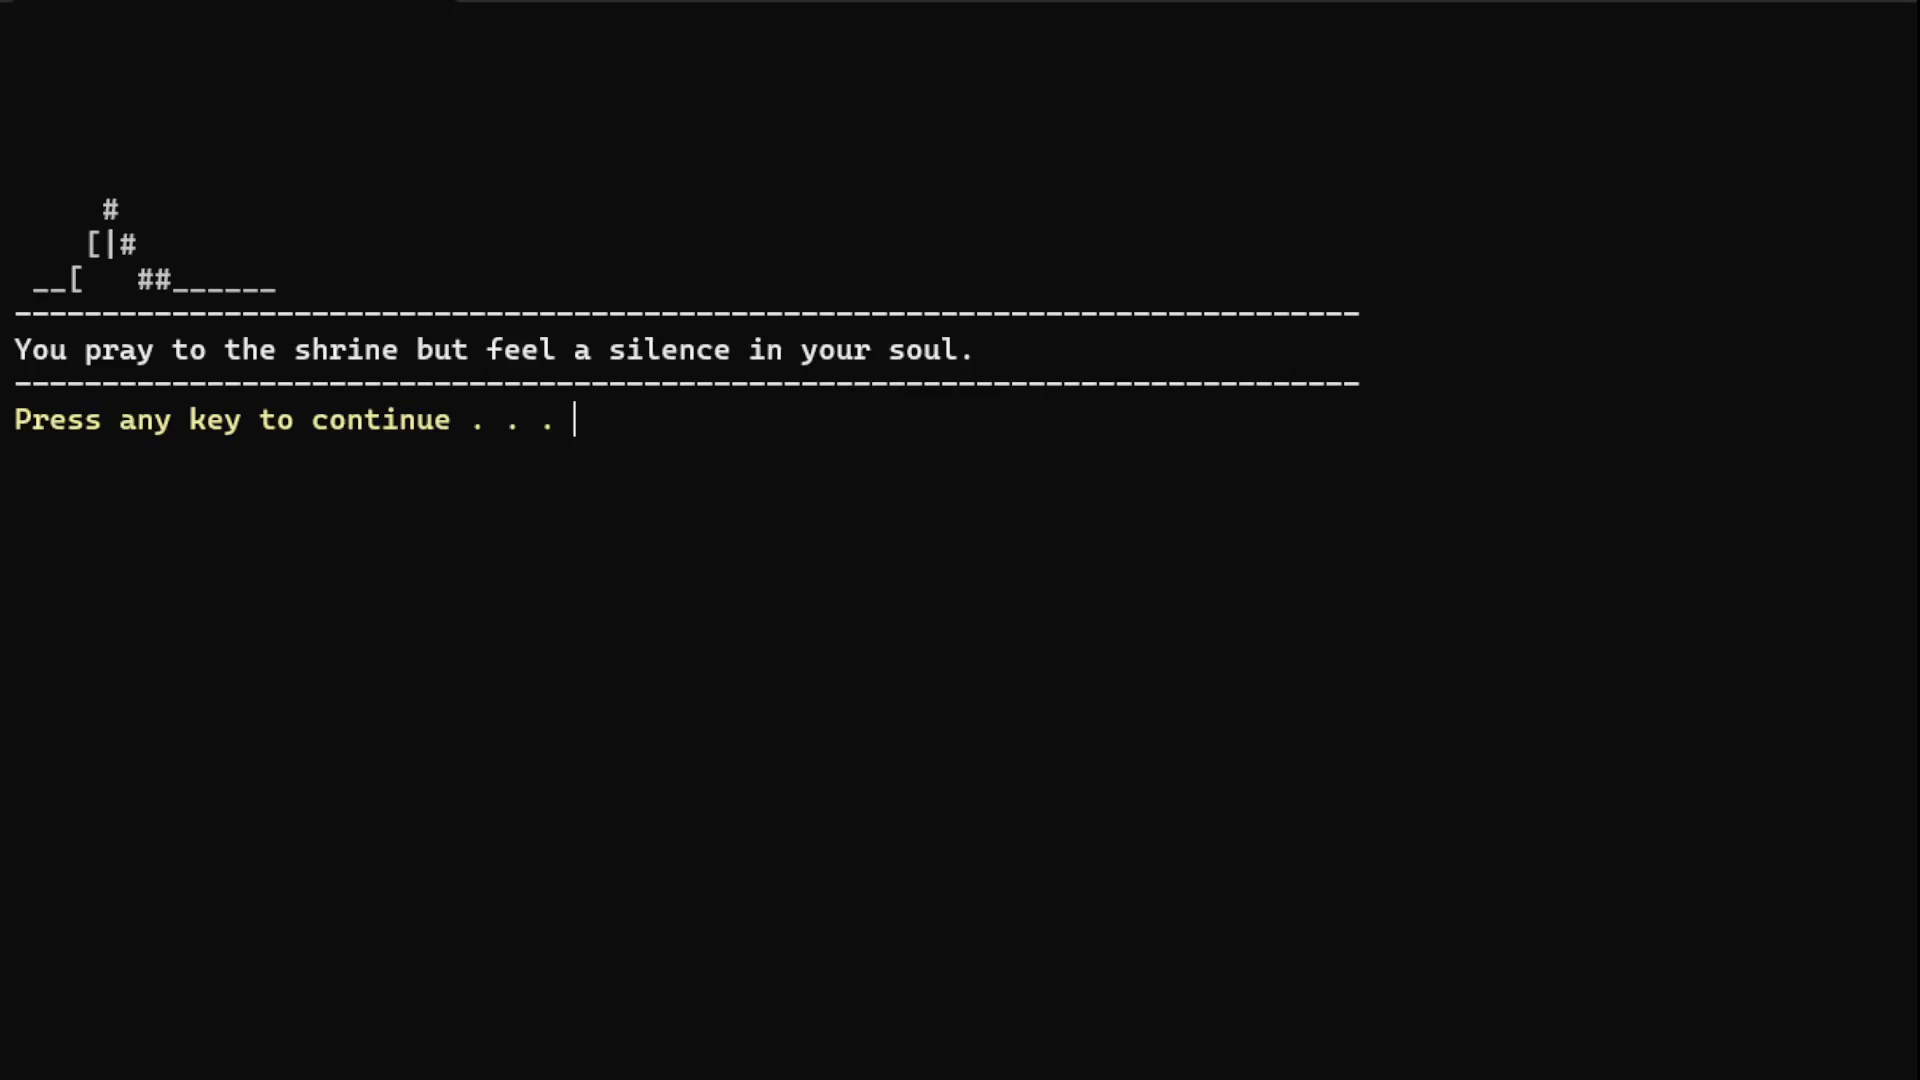 #
    [|#
 __[   ##______
-----------------------------------------------------------------------------
You pray to the shrine but feel a silence in your soul.
-----------------------------------------------------------------------------
Press any key to continue . . .